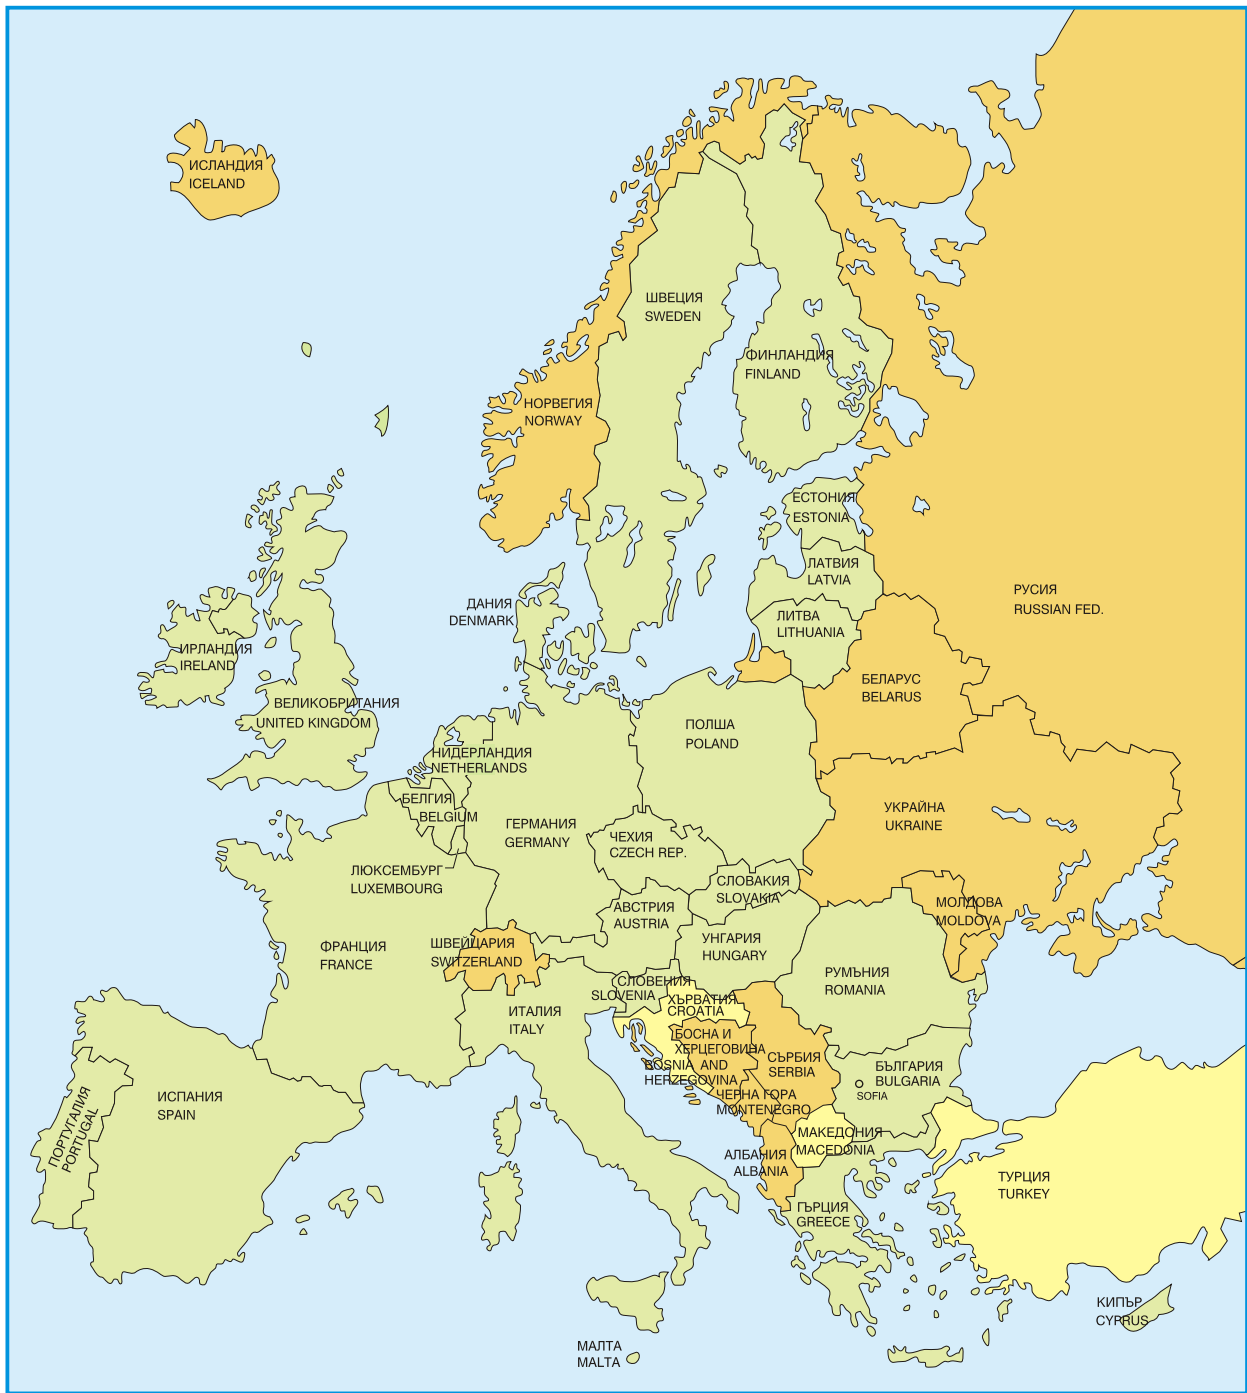 ИСЛАНДИЯ
ICELAND
ШВЕЦИЯ
SWEDEN
ФИНЛАНДИЯ
FINLAND
НОРВЕГИЯ
NORWAY
ЕСТОНИЯ
ESTONIA
ЛАТВИЯ
LATVIA
РУСИЯ
RUSSIAN FED.
ДАНИЯ
DENMARK
ЛИТВА
LITHUANIA
ИРЛАНДИЯ
IRELAND
БЕЛАРУС
BELARUS
ВЕЛИКОБРИТАНИЯ
UNITED KINGDOM
ПОЛША
POLAND
НИДЕРЛАНДИЯ
NETHERLANDS
БЕЛГИЯ
BELGIUM
УКРАЙНА
UKRAINE
ГЕРМАНИЯ
GERMANY
ЧЕХИЯ
CZECH REP.
ЛЮКСЕМБУРГ
LUXEMBOURG
СЛОВАКИЯ
SLOVAKIA
АВСТРИЯ
AUSTRIA
МОЛДОВА
MOLDOVA
ФРАНЦИЯ
FRANCE
ШВЕЙЦАРИЯ
SWITZERLAND
УНГАРИЯ
HUNGARY
РУМЪНИЯ
ROMANIA
СЛОВЕНИЯ
SLOVENIA
ХЪРВАТИЯ
CROATIA
ИТАЛИЯ
ITALY
БОСНА И
ХЕРЦЕГОВИНА
BOSNIA AND
HERZEGOVINA
СЪРБИЯ
SERBIA
БЪЛГАРИЯ
BULGARIA
SOFIA
ЧЕРНА ГОРА
MONTENEGRO
ИСПАНИЯ
SPAIN
ПОРТУГАЛИЯ
PORTUGAL
МАКЕДОНИЯ
MACEDONIA
АЛБАНИЯ
ALBANIA
ТУРЦИЯ
TURKEY
ГЪРЦИЯ
GREECE
КИПЪР
CYPRUS
МАЛТА
MALTA